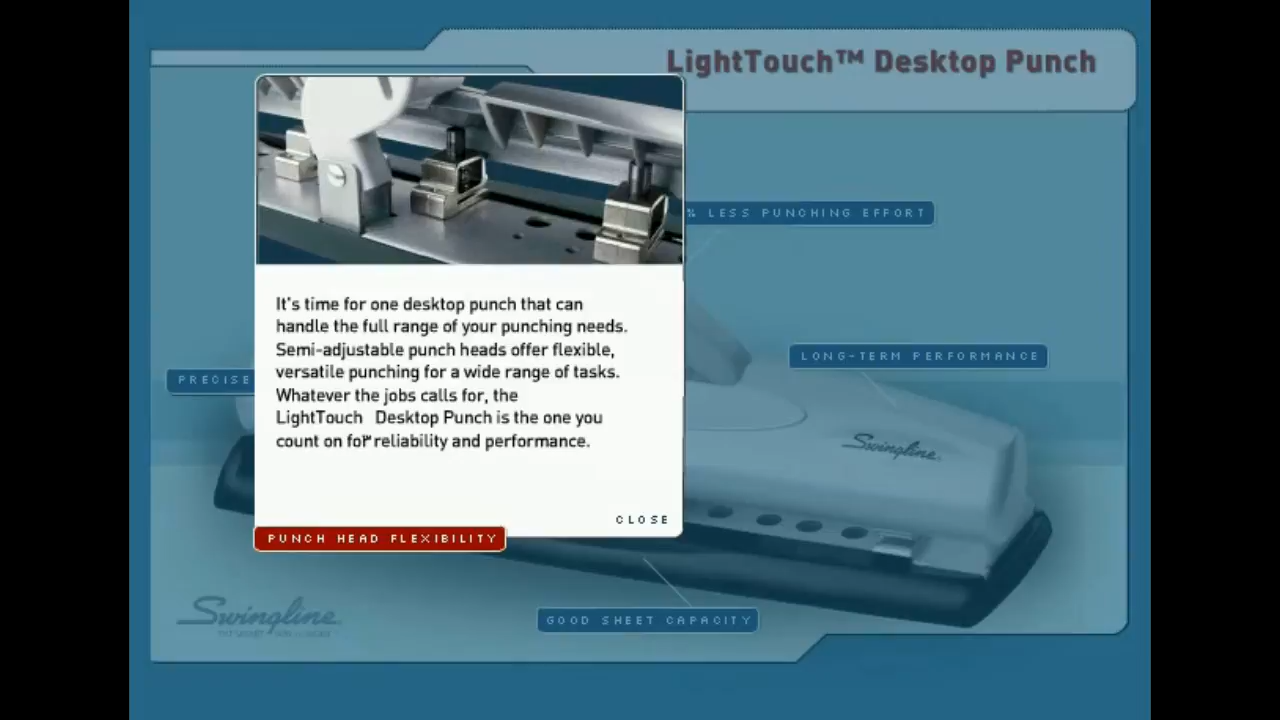 LightTouch™ Desktop Punch
% LESS PUNCHING EFFORT
It's time for one desktop punch that can
handle the full range of your punching needs.
Semi-adjustable punch heads offer flexible,
versatile punching for a wide range of tasks.
Whatever the jobs calls for, the
LightTouch Desktop Punch is the one you
count on for reliability and performance.
LONG-TERM PERFORMANCE
PRECISE
Swingline
CLOSE
PUNCH HEAD FLEXIBILITY
Swingline
GOOD SHEET CAPACITY